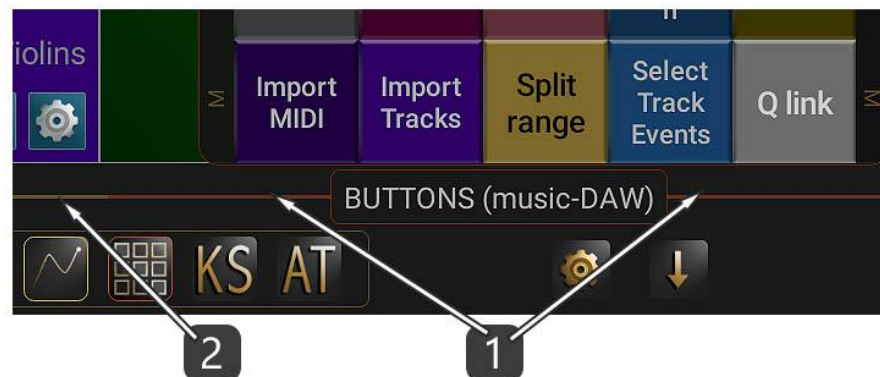 iolins
Import
MIDI
Import
Tracks
Split
range
Select
Track
Events
Q link
M
M
BUTTONS (music-DAW)
KS
AT
2
1